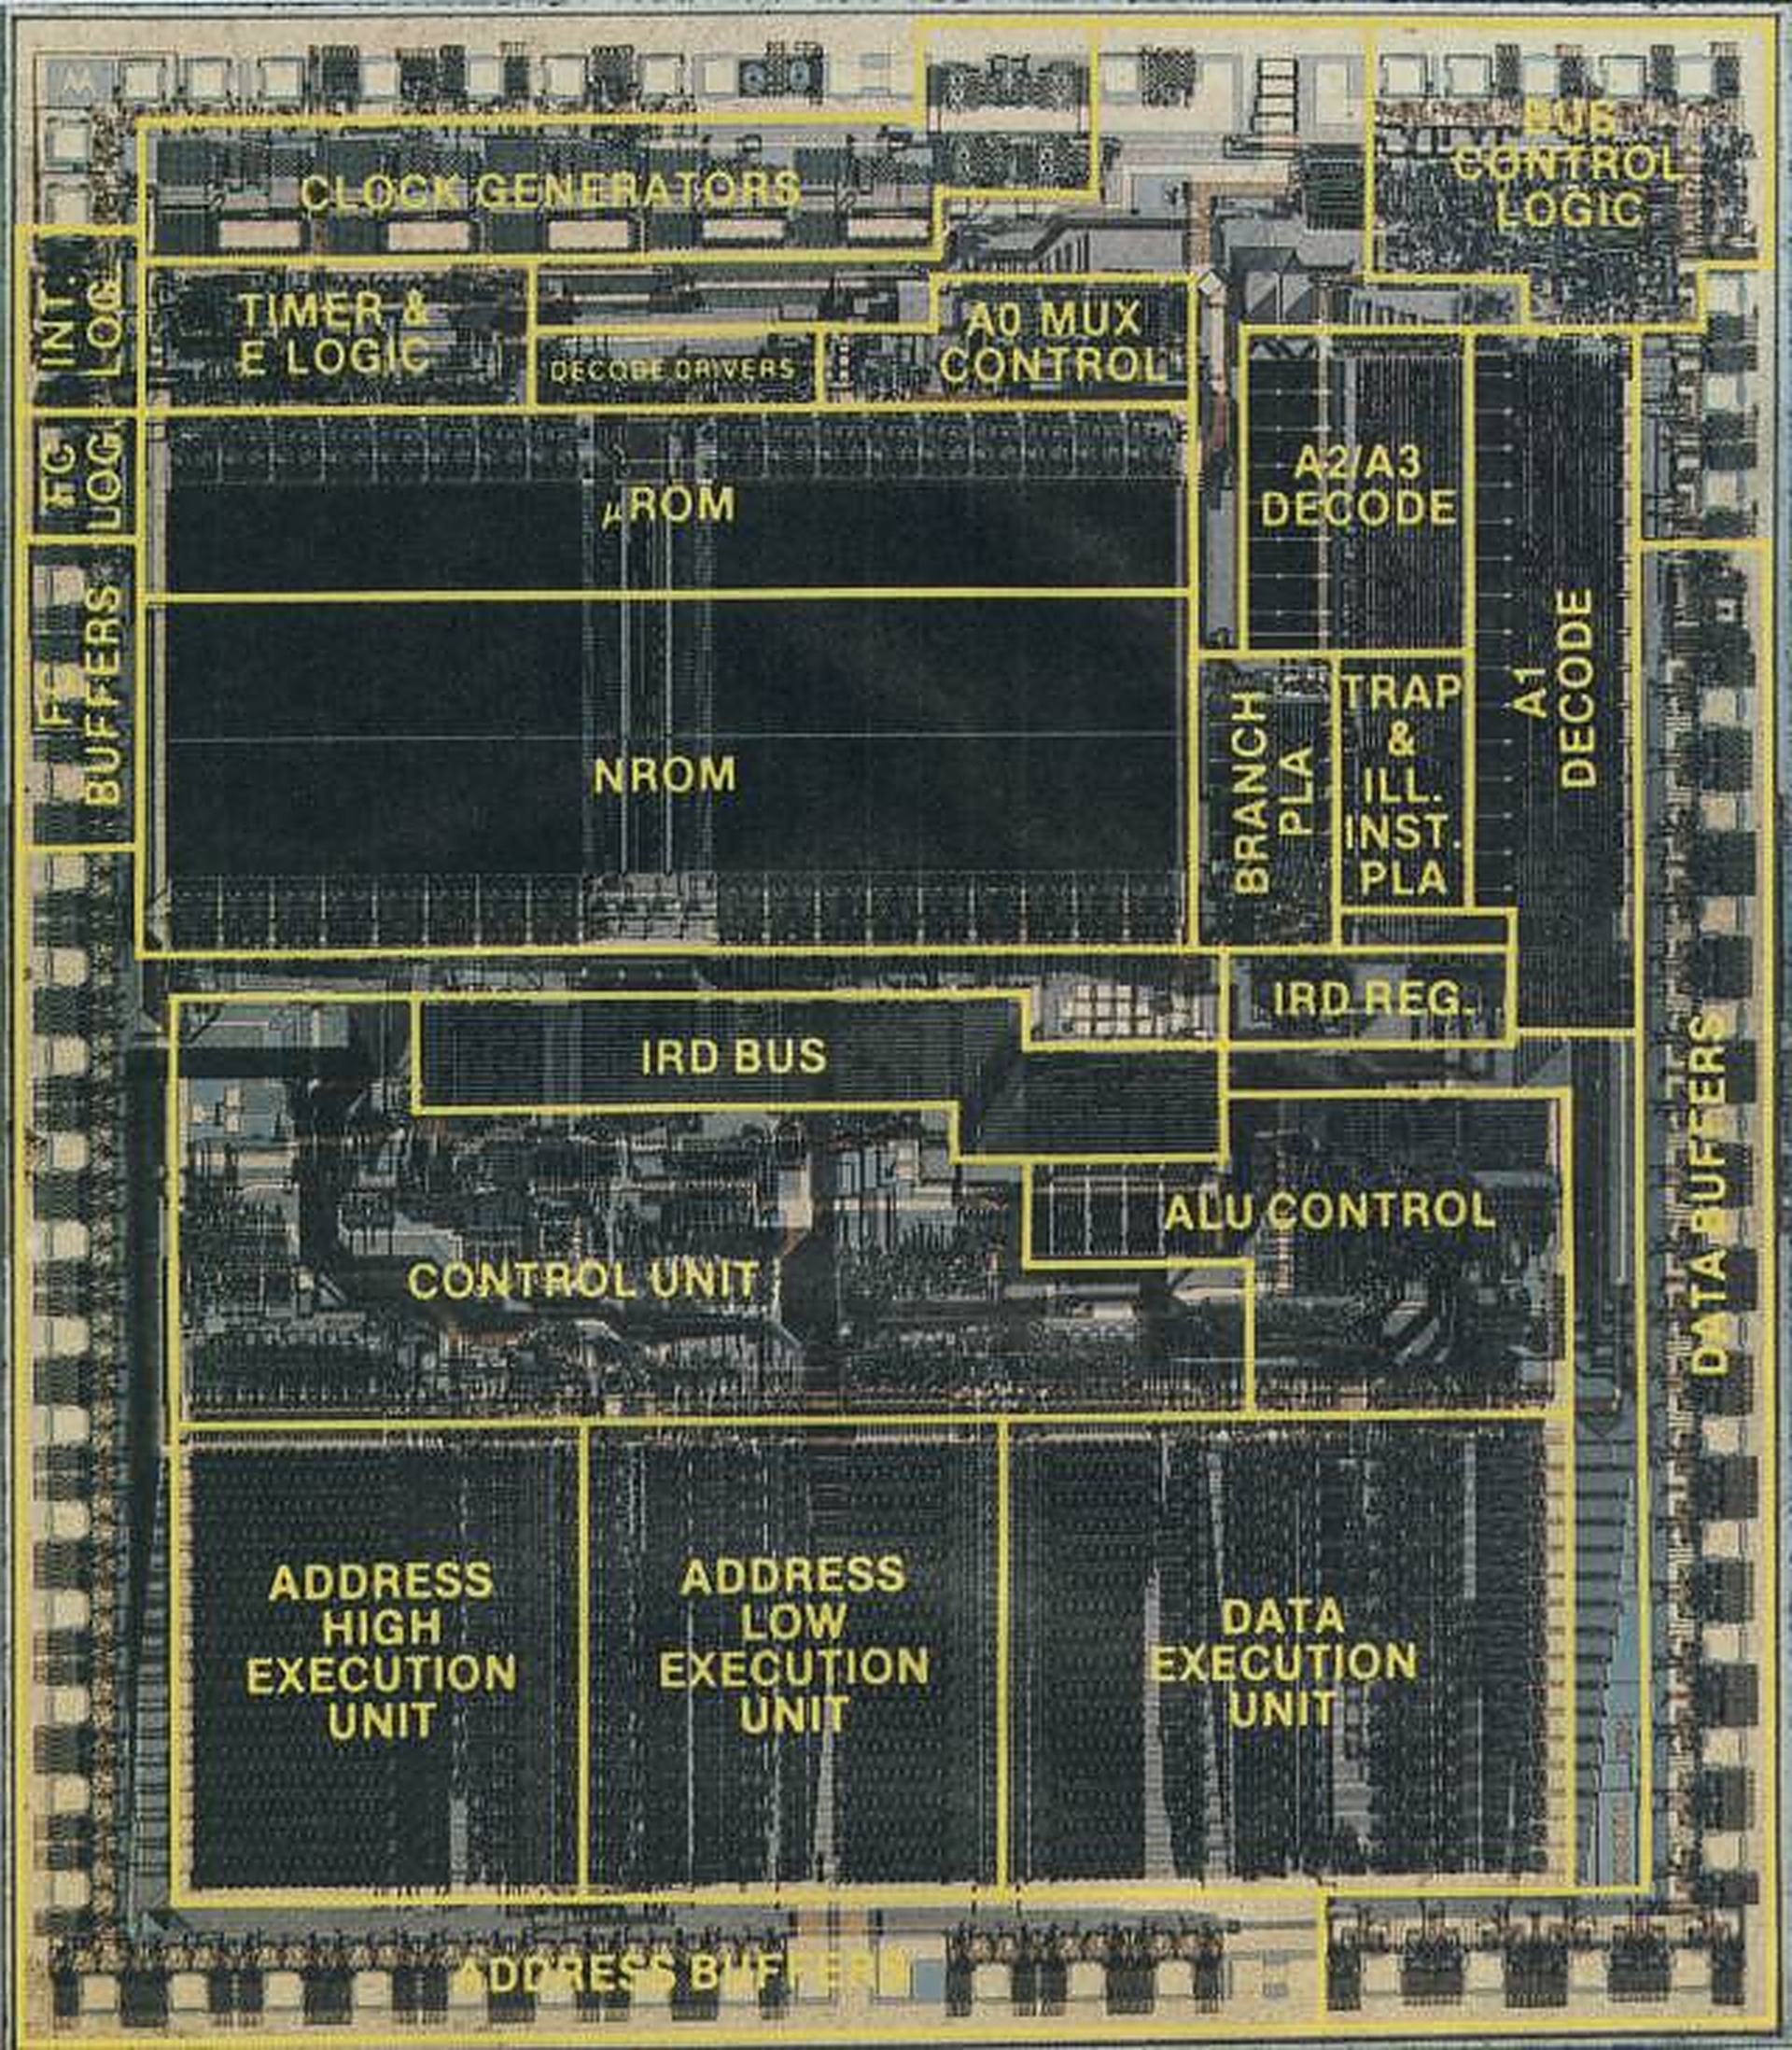 BUS
CONTROL
LOGIC
CLOCK GENERATORS
INT.
LOG.
TIMER &
E LOGIC
DECODE DRIVERS
A0 MUX
CONTROL
FC
LOG.
µROM
A2/A3
DECODE
FC
BUFFERS
NROM
BRANCH
PLA
TRAP
&
ILL.
INST.
PLA
A1
DECODE
IRD REG.
IRD BUS
ALU CONTROL
CONTROL UNIT
DATA BUFFERS
ADDRESS
HIGH
EXECUTION
UNIT
ADDRESS
LOW
EXECUTION
UNIT
DATA
EXECUTION
UNIT
ADDRESS BUFFERS